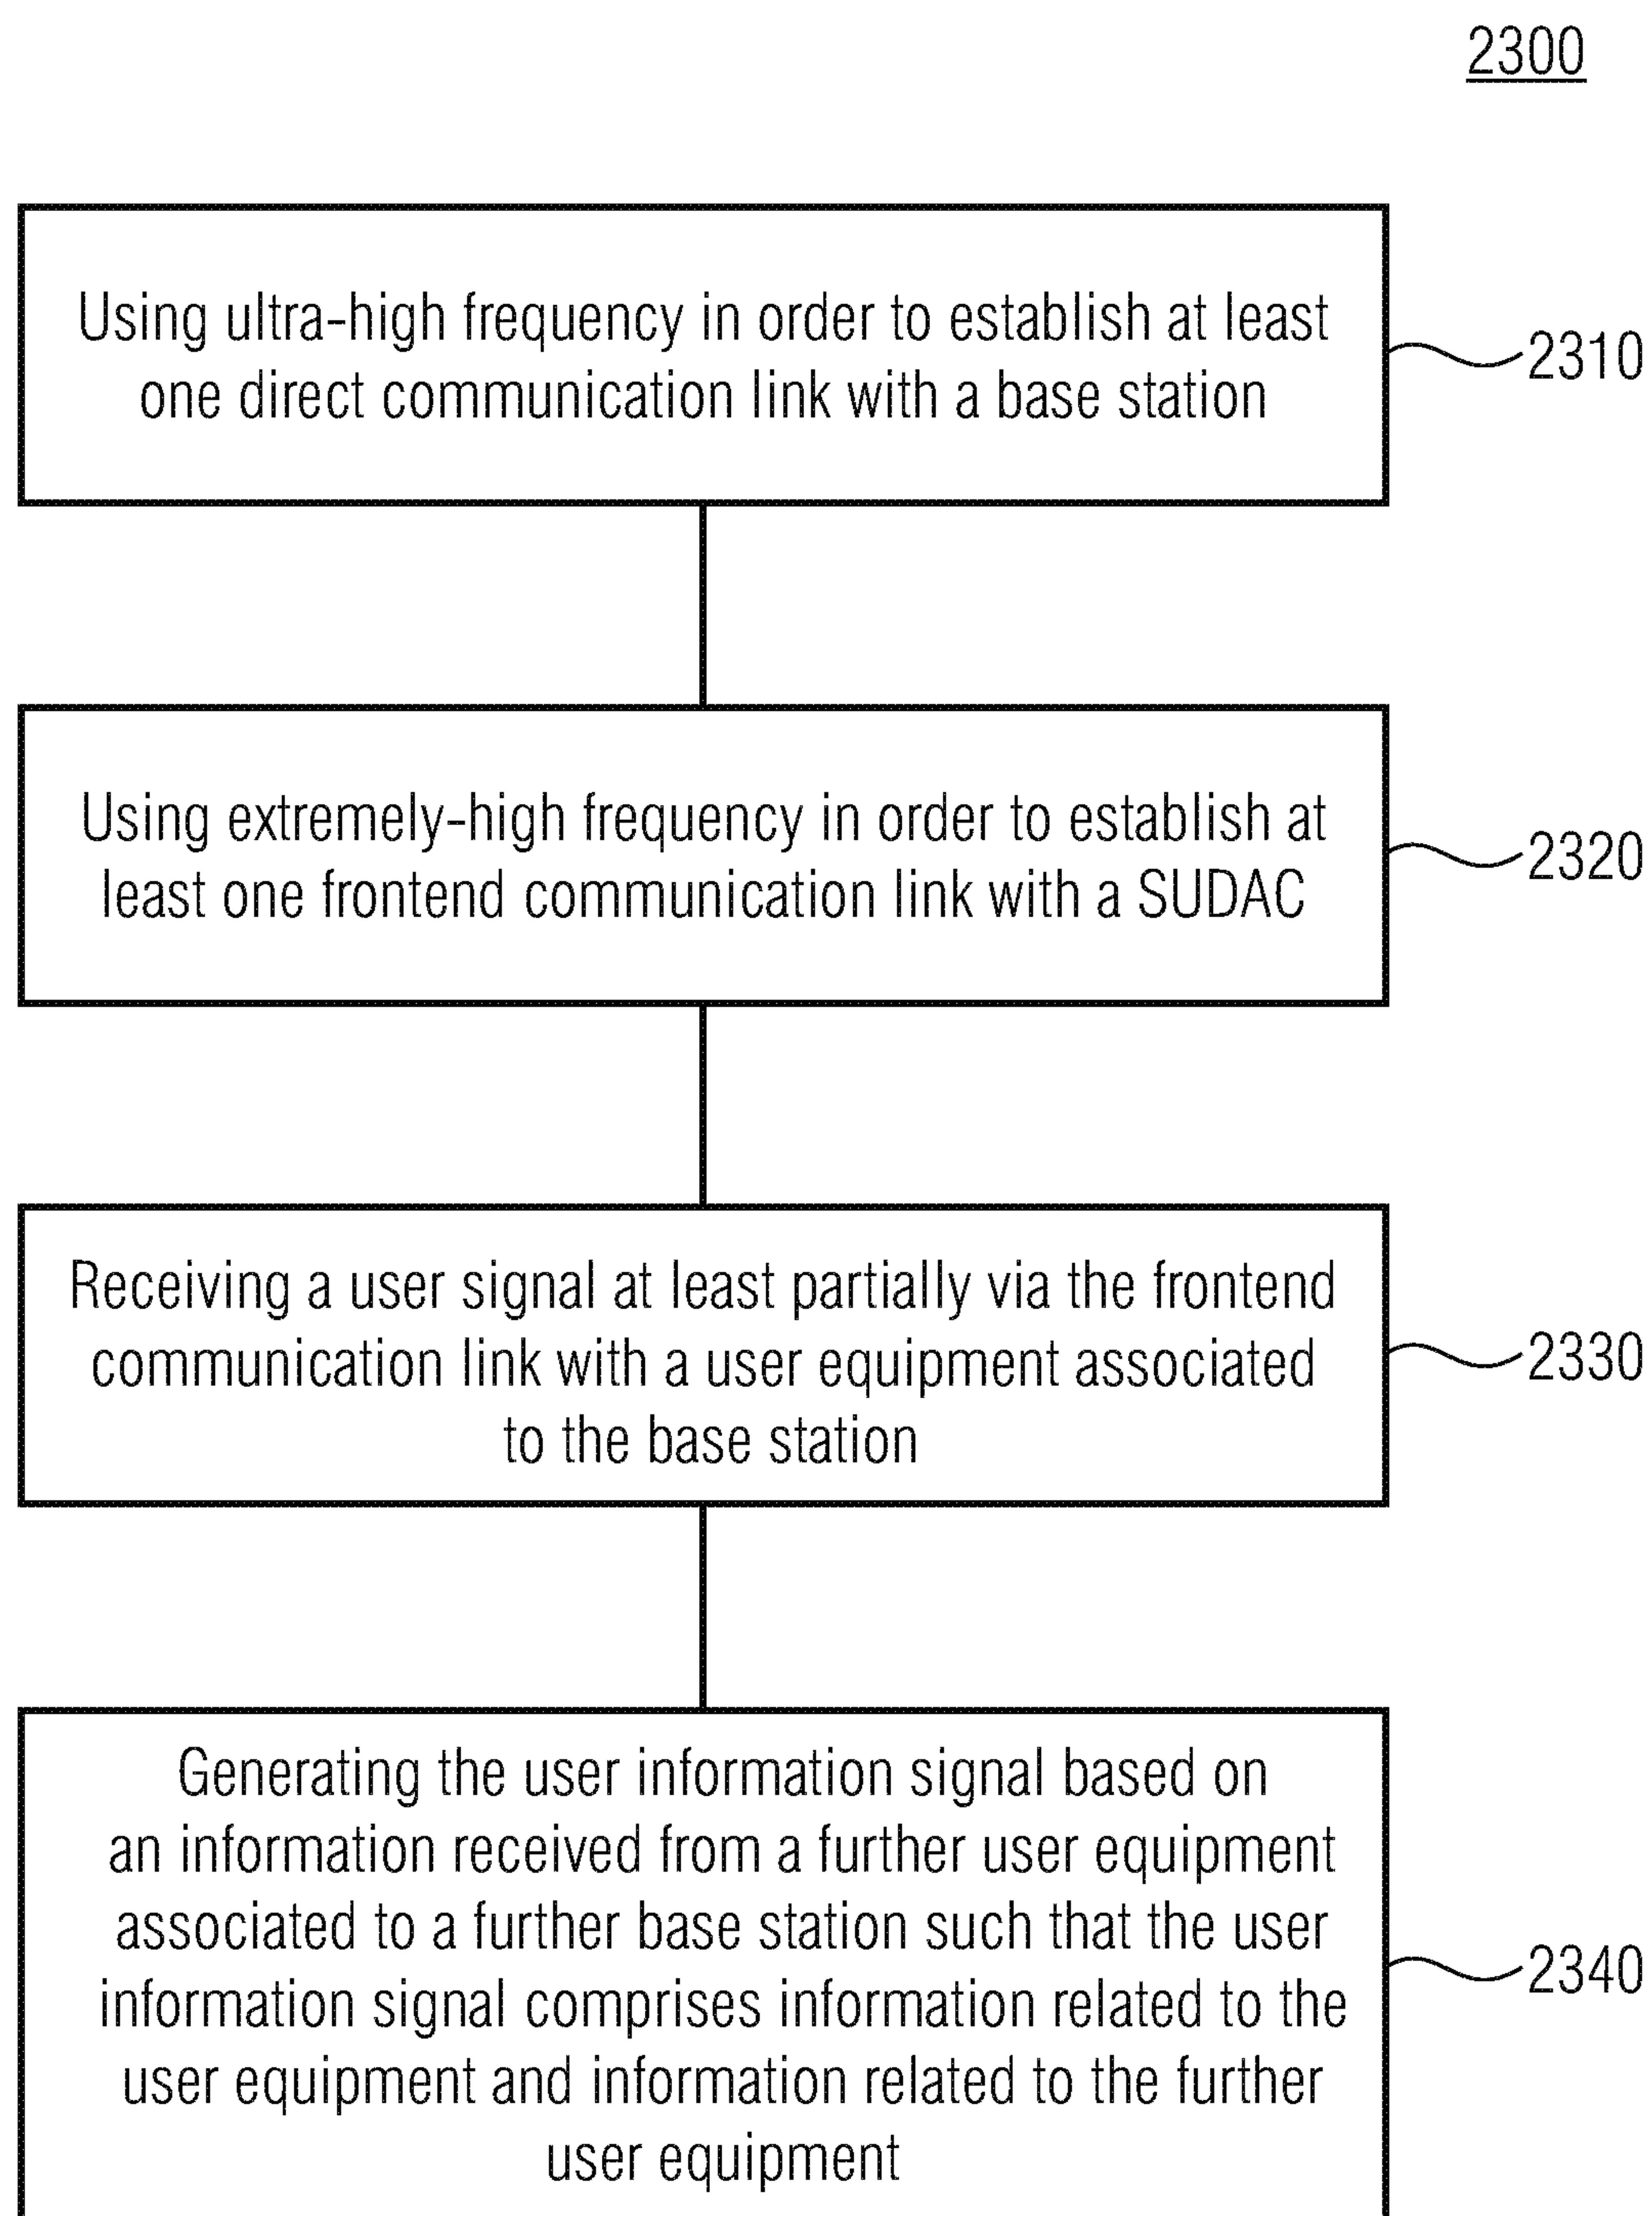 2300
Using ultra-high frequency in order to establish at least
one direct communication link with a base station
2310
Using extremely-high frequency in order to establish at
least one frontend communication link with a SUDAC
2320
Receiving a user signal at least partially via the frontend
communication link with a user equipment associated
to the base station
2330
Generating the user information signal based on
an information received from a further user equipment
associated to a further base station such that the user
information signal comprises information related to the
user equipment and information related to the further
user equipment
2340